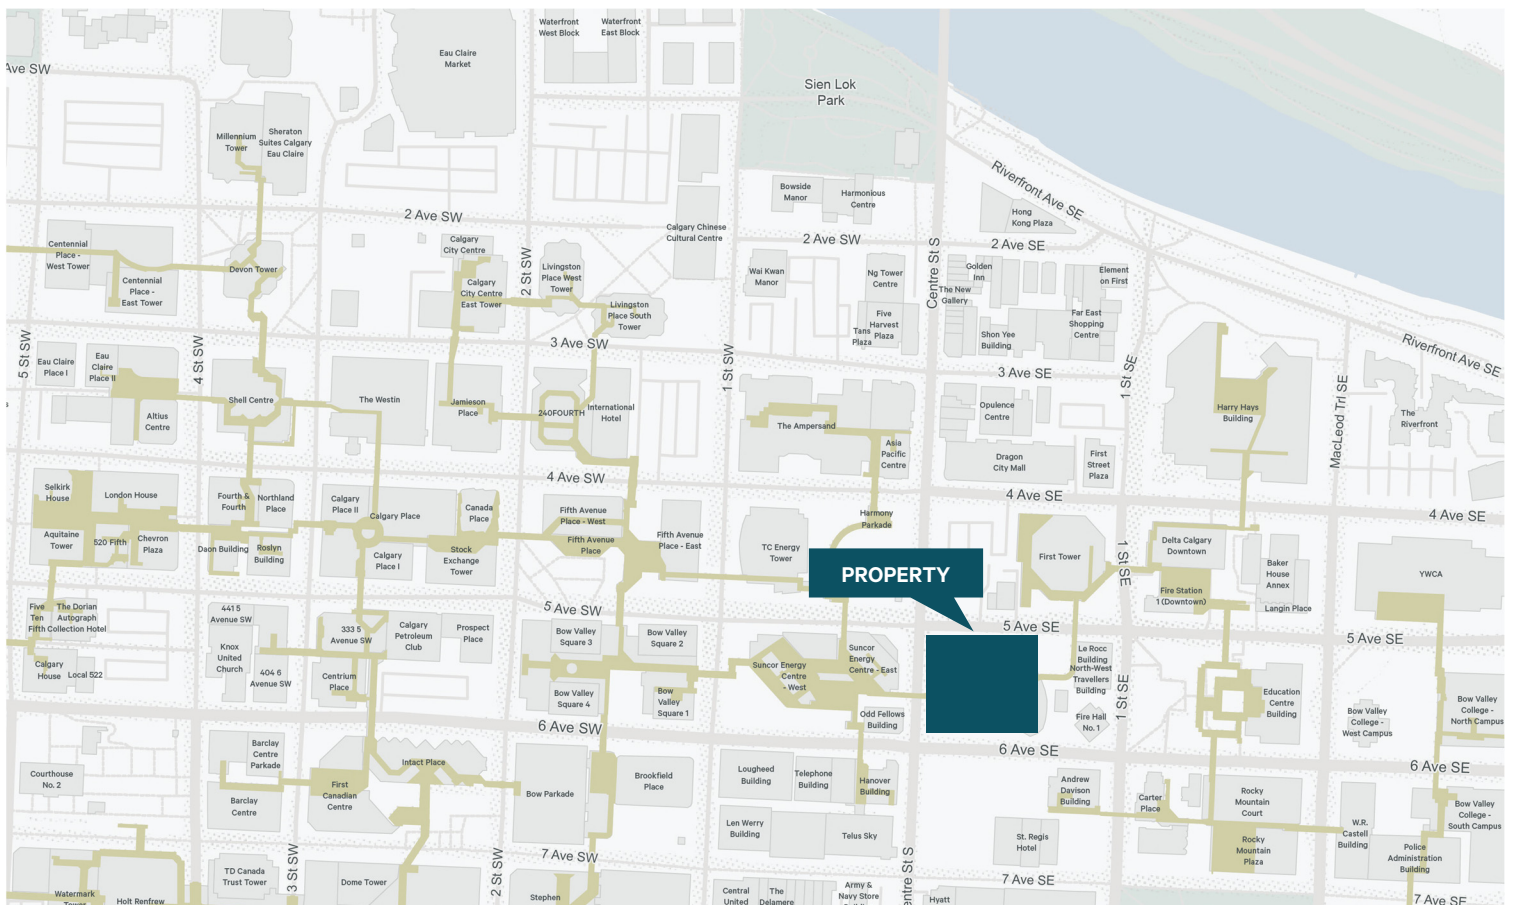 Waterfront
West Block
Waterfront
East Block
Eau Claire
Market
Sien Lok
Park
Ave SW
Millennium
Tower
Sheraton
Suites Calgary
Eau Claire
Riverfront Ave SE
Bowside
Manor
Harmonious
Centre
2 Ave SW
Hong
Kong Plaza
Calgary Chinese
Cultural Centre
2 Ave SW
2 Ave SE
Centennial
Place -
West Tower
Calgary
City Centre
Devon Tower
Centennial
Place -
East Tower
Calgary
City Centre
East Tower
2 St SW
Livingston
Place West
Tower
Livingston
Place South
Tower
Wai Kwan
Manor
Ng Tower
Centre
Centre St S
Golden
Inn
The New
Gallery
Element
on First
Five
Harvest
Plaza
Tans
Plaza
Shon Yee
Building
Far East
Shopping
Centre
5 St SW
4 St SW
3 Ave SW
1 St SW
3 Ave SE
1 St SE
Riverfront Ave SE
Eau Claire
Place I
Eau
Claire
Place II
Altius
Centre
Shell Centre
The Westin
Jamieson
Place
240FOURTH
International
Hotel
The Ampersand
Asia
Pacific
Centre
Opulence
Centre
Dragon
City Mall
First
Street
Plaza
Harry Hays
Building
MacLeod Trl SE
The
Riverfront
4 Ave SW
4 Ave SE
4 Ave SE
Selkirk
House
London House
Fourth &
Fourth
Northland
Place
Calgary
Place II
Calgary Place
Canada
Place
Fifth Avenue
Place - West
Fifth Avenue
Place
Fifth Avenue
Place - East
Harmony
Parkade
Aquitaine
Tower
520 Fifth
Chevron
Plaza
Daon Building
Roslyn
Building
Calgary
Place I
Stock
Exchange
Tower
TC Energy
Tower
PROPERTY
First Tower
1 St SE
Delta Calgary
Downtown
Fire Station
1 (Downtown)
Baker
House
Annex
Langin Place
YWCA
5 Ave SW
5 Ave SE
5 Ave SE
Five
Ten
Fifth
The Dorian
Autograph
Collection Hotel
441 5
Avenue SW
333 5
Avenue SW
Calgary
Petroleum
Club
Prospect
Place
Bow Valley
Square 3
Bow Valley
Square 2
Calgary
House
Local 522
Knox
United
Church
404 6
Avenue SW
Centrium
Place
Bow Valley
Square 4
Bow
Valley
Square 1
Suncor Energy
Centre
- West
Suncor
Energy
Centre - East
Odd Fellows
Building
Le Rocc
Building
North-West
Travellers
Building
Fire Hall
No. 1
1 St SE
Education
Centre
Building
Bow Valley
College -
West Campus
Bow Valley
College -
North Campus
6 Ave SW
6 Ave SE
6 Ave SE
Courthouse
No. 2
Barclay
Centre
Parkade
Barclay
Centre
First
Canadian
Centre
Intact Place
Bow Parkade
Brookfield
Place
Lougheed
Building
Telephone
Building
Hanover
Building
Len Werry
Building
Telus Sky
St. Regis
Hotel
Andrew
Davison
Building
Carter
Place
Rocky
Mountain
Court
Rocky
Mountain
Plaza
W.R.
Castell
Building
Police
Administration
Building
Bow Valley
College -
South Campus
7 Ave SW
7 Ave SE
7 Ave SE
Watermark
Tower
Holt Renfrew
TD Canada
Trust Tower
3 St SW
Dome Tower
2 St SW
Stephen
Central
United
The
Delamere
Army &
Navy Store
entre St S
Hyatt